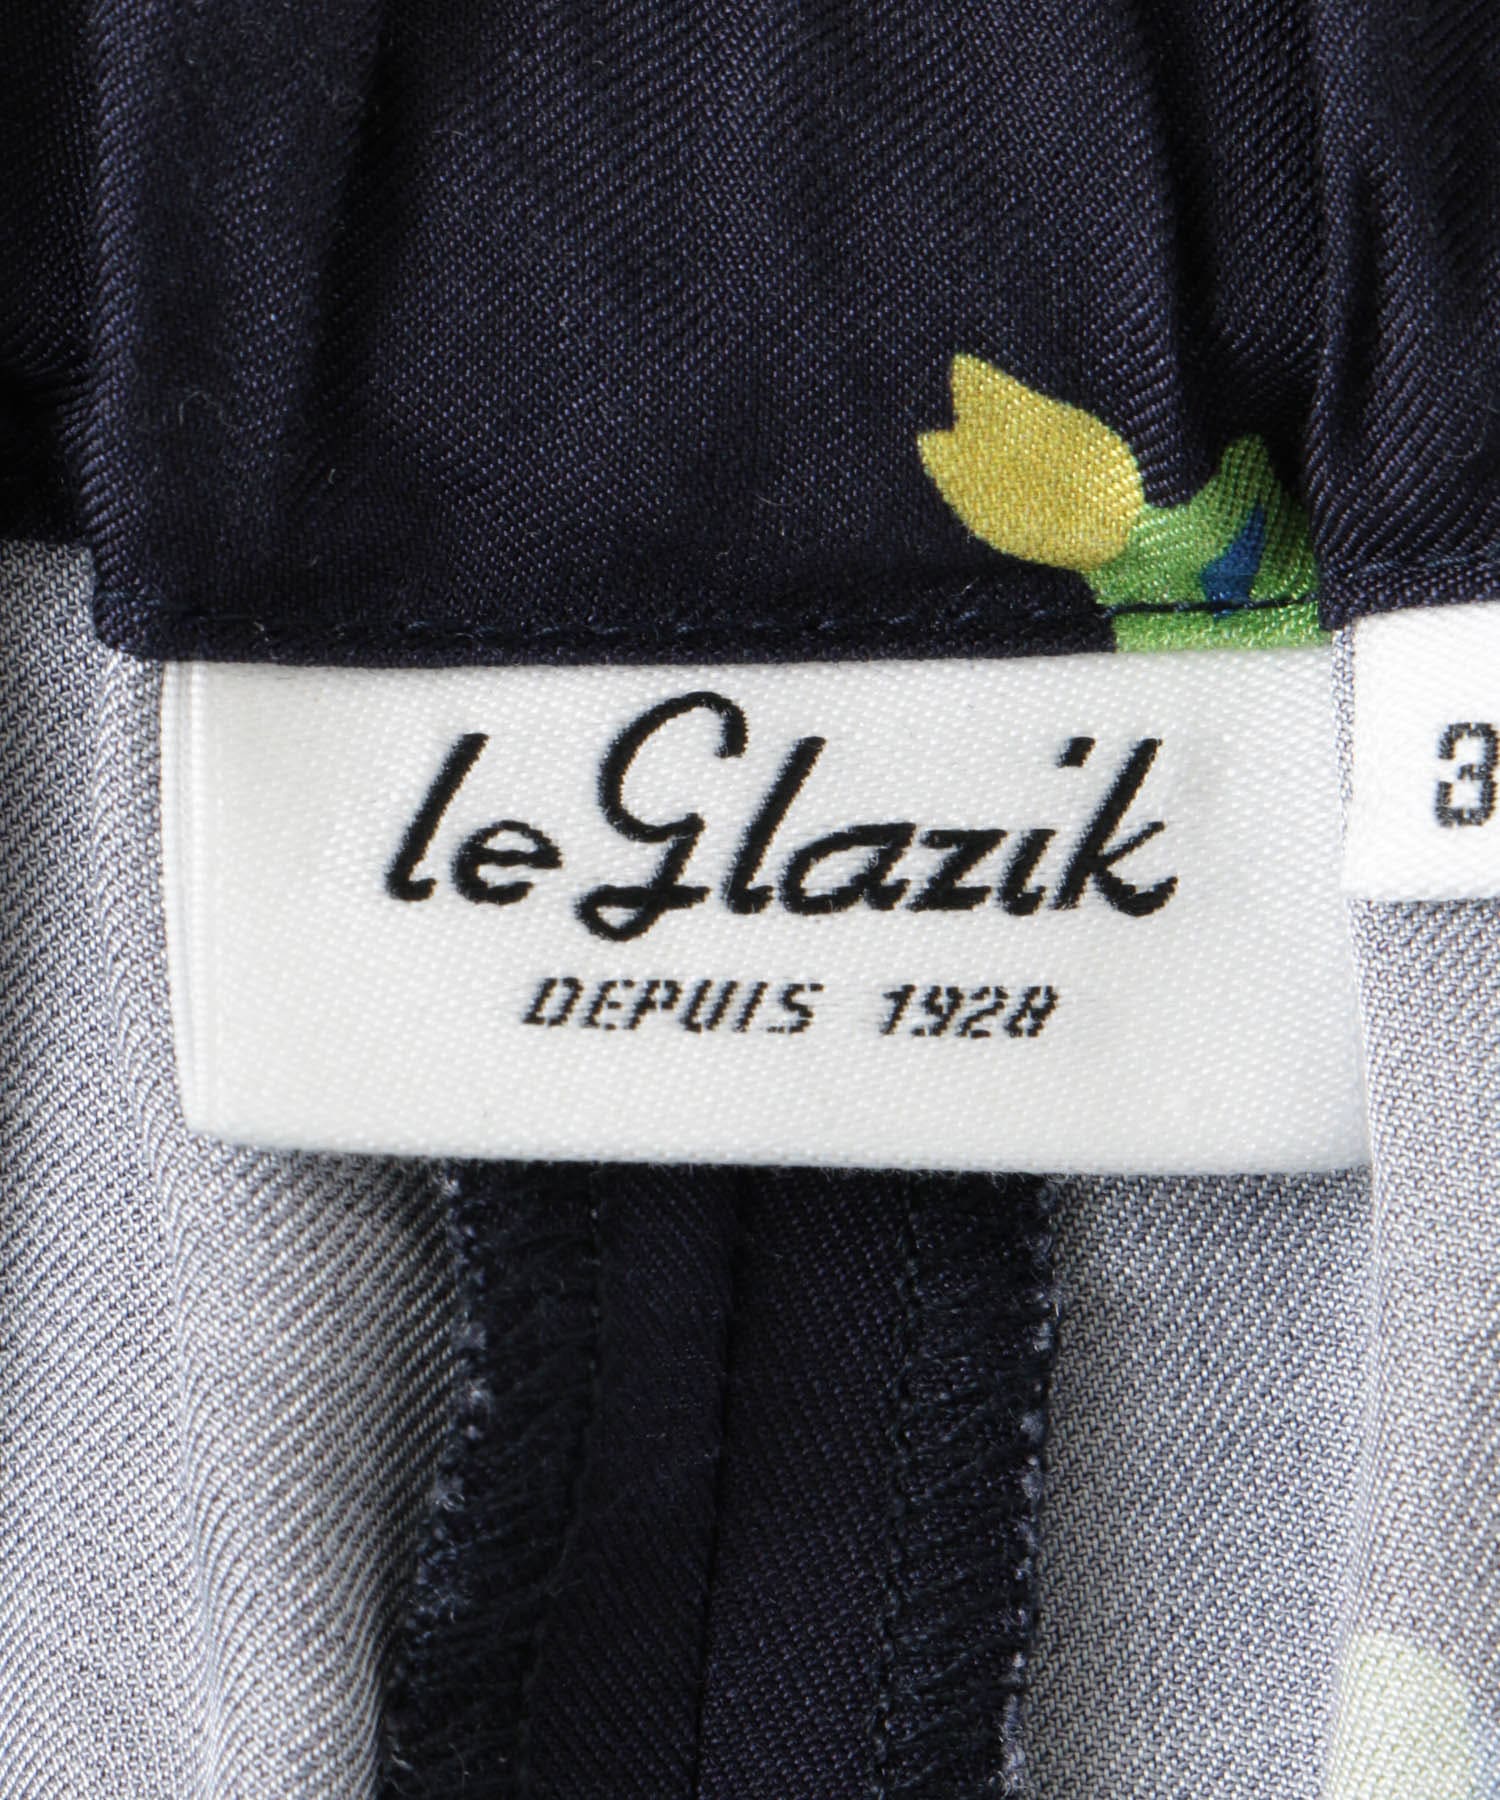 le Glazik
DEPUIS 1928
3